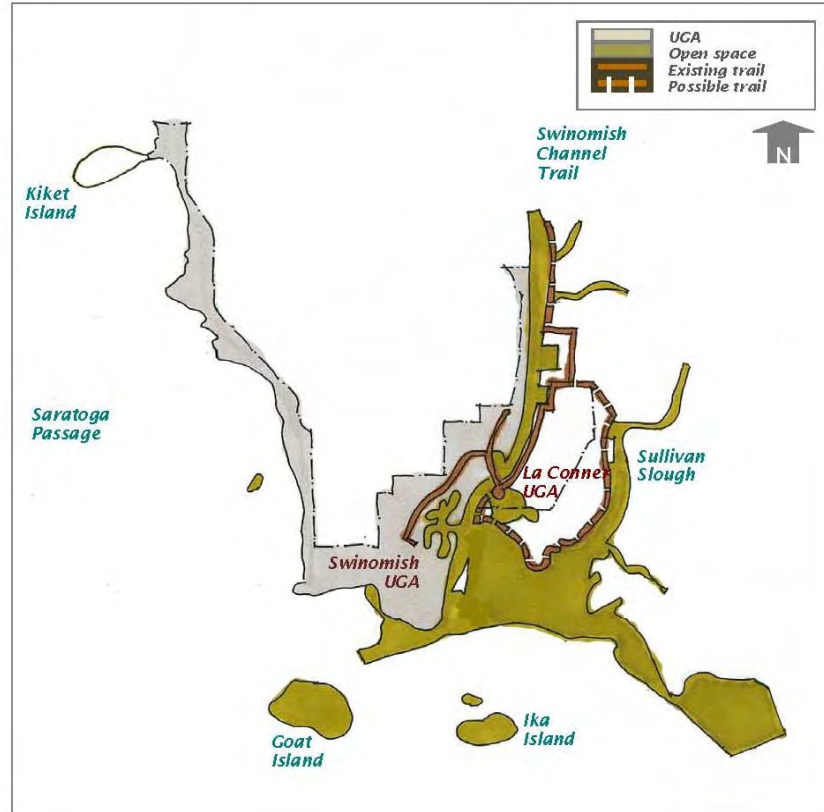 UGA
Open space
Existing trail
Possible trail
N
Swinomish
Channel
Trail
Kiket
Island
Saratoga
Passage
La Conner
UGA
Sullivan
Slough
Swinomish
UGA
Goat
Island
Ika
Island